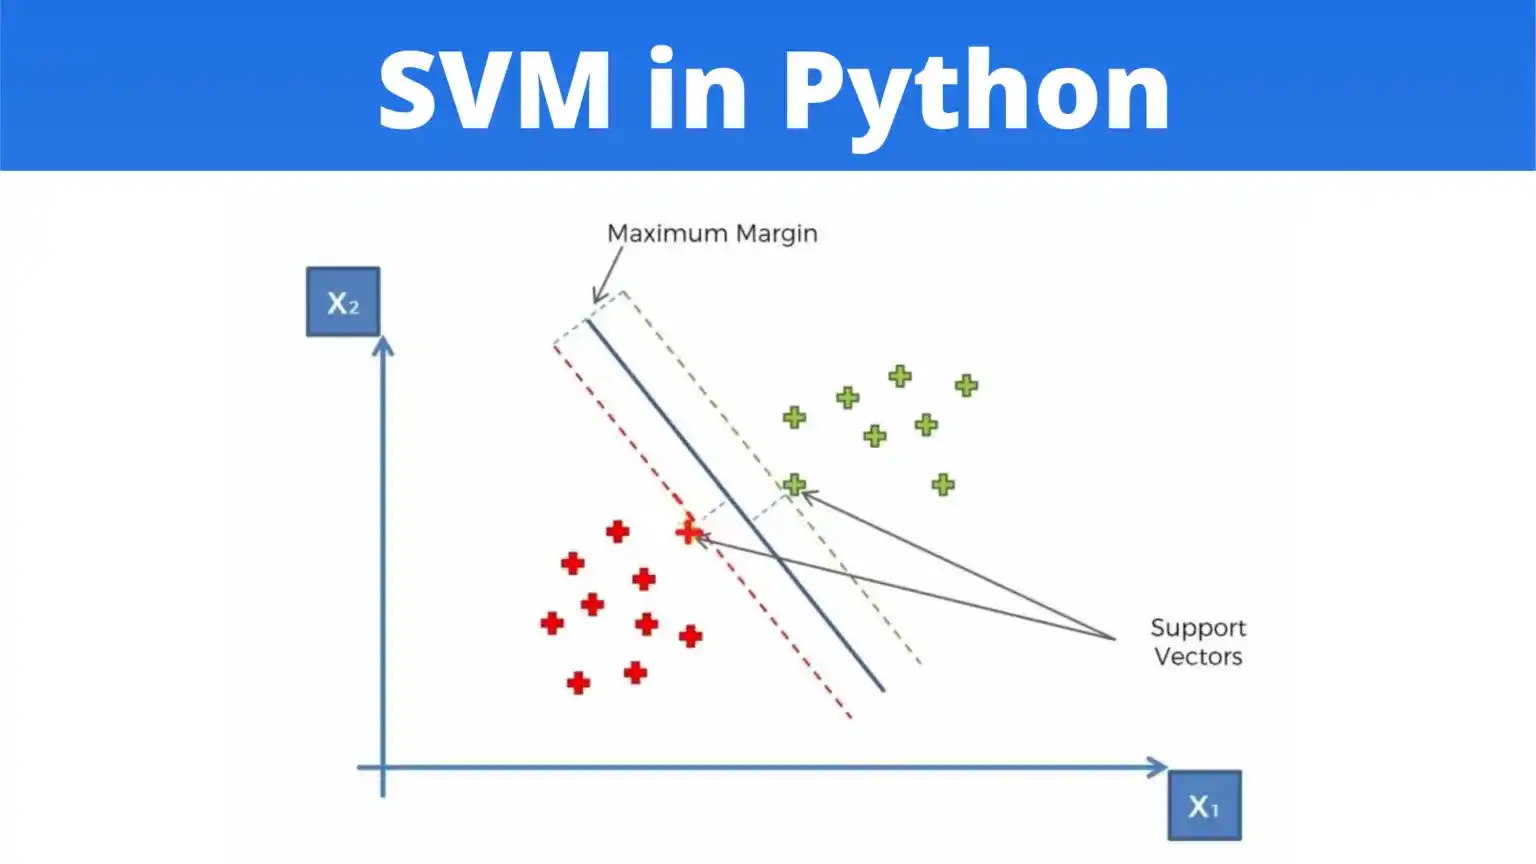 SVM in Python
Maximum Margin
X₂
Support
Vectors
X₁